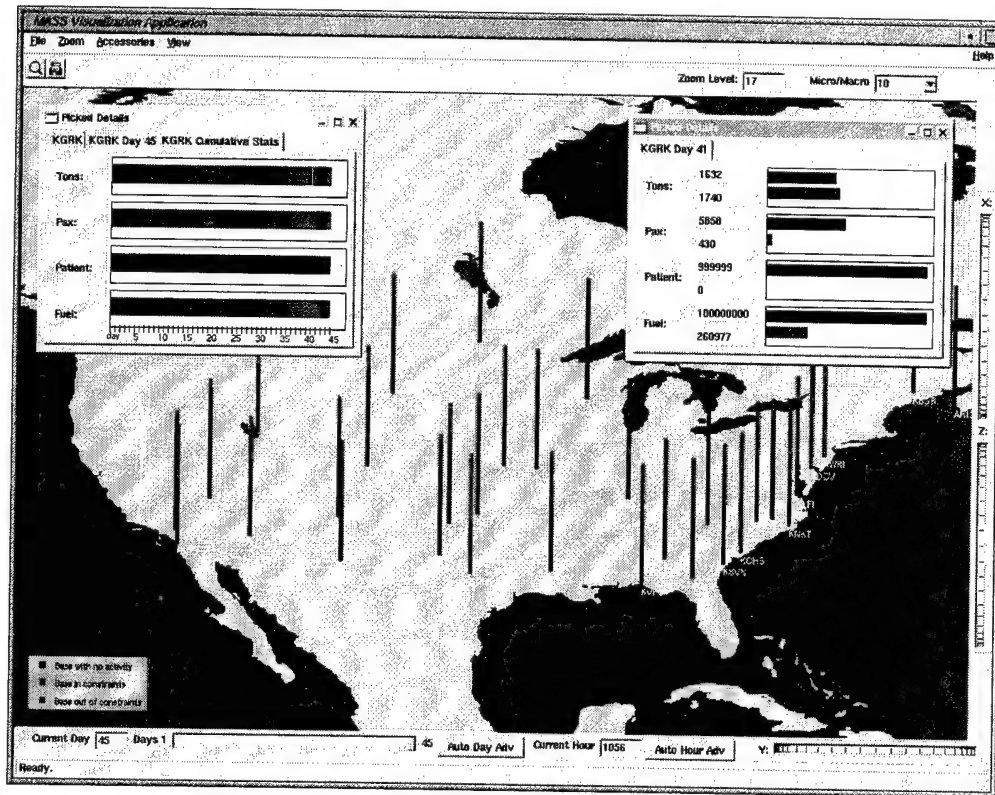 MASS Visualization Application
File Zoom Accessories View
Help
Zoom Level: 17 Micro/Macro 10
Picked Details
KGRK KGRK Day 45 KGRK Cumulative Stats
Tons:
Pax:
Patient:
Fuel:
day 5 10 15 20 25 30 35 40 45
KGRK Day 41
Tons: 1632
1740
Pax: 5850
430
Patient: 999999
0
Fuel: 100000000
260977
X:
Z:
KCHS
KSVN
Base with no activity
Base in constraints
Base out of constraints
Current Day 45 Days 1 45 Auto Day Adv Current Hour 1056 Auto Hour Adv Y:
Ready.